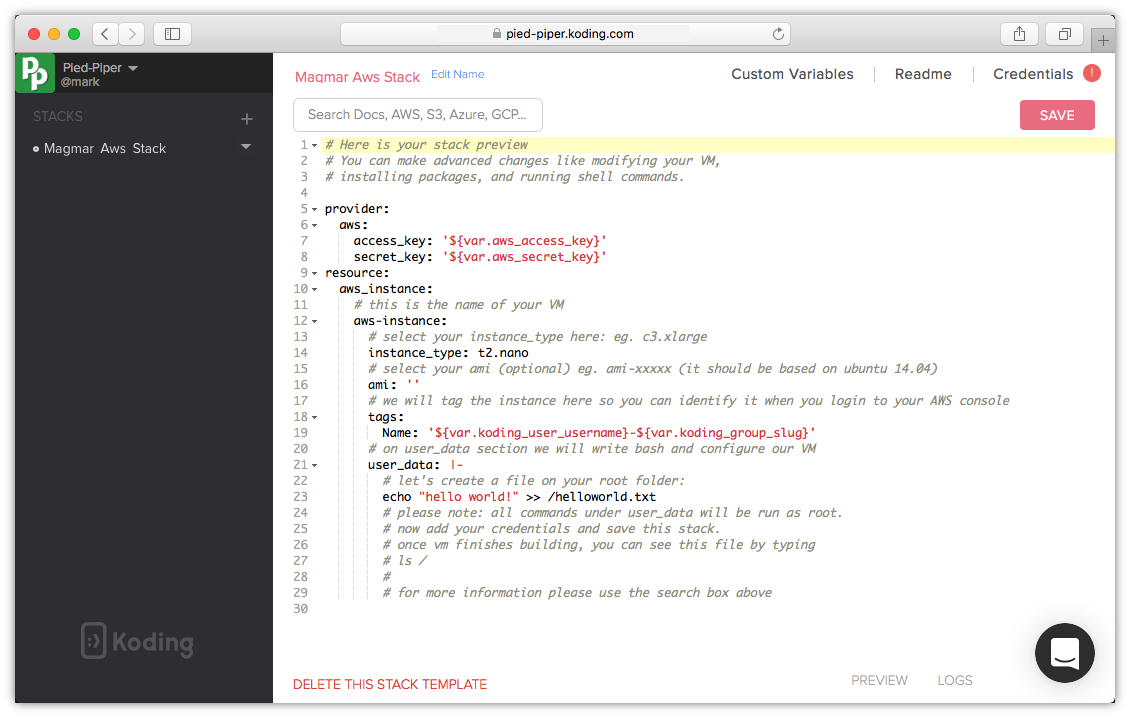 pied-piper.koding.com
PP
Pied-Piper
@mark
STACKS
Magmar Aws Stack
Magmar Aws Stack Edit Name
Custom Variables Readme Credentials !
Search Docs, AWS, S3, Azure, GCP...
SAVE
1 # Here is your stack preview
2 # You can make advanced changes like modifying your VM,
3 # installing packages, and running shell commands.
4
5 provider:
6 aws:
7 access_key: '${var.aws_access_key}'
8 secret_key: '${var.aws_secret_key}'
9 resource:
10 aws_instance:
11 # this is the name of your VM
12 aws-instance:
13 # select your instance_type here: eg. c3.xlarge
14 instance_type: t2.nano
15 # select your ami (optional) eg. ami-xxxxx (it should be based on ubuntu 14.04)
16 ami: ''
17 # we will tag the instance here so you can identify it when you login to your AWS console
18 tags:
19 Name: '${var.koding_user_username}-${var.koding_group_slug}'
20 # on user_data section we will write bash and configure our VM
21 user_data: |-
22 # let's create a file on your root folder:
23 echo "hello world!" >> /helloworld.txt
24 # please note: all commands under user_data will be run as root.
25 # now add your credentials and save this stack.
26 # once vm finishes building, you can see this file by typing
27 # ls /
28 #
29 # for more information please use the search box above
30
Koding
DELETE THIS STACK TEMPLATE
PREVIEW LOGS